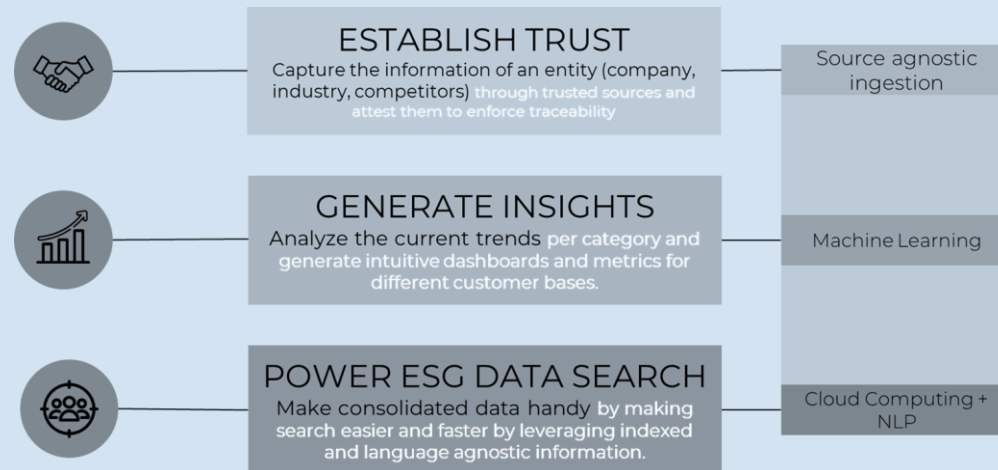 ESTABLISH TRUST
Capture the information of an entity (company,
industry, competitors) through trusted sources and
attest them to enforce traceability
Source agnostic
ingestion
GENERATE INSIGHTS
Analyze the current trends per category and
generate intuitive dashboards and metrics for
different customer bases.
Machine Learning
POWER ESG DATA SEARCH
Make consolidated data handy by making
search easier and faster by leveraging indexed
and language agnostic information.
Cloud Computing +
NLP